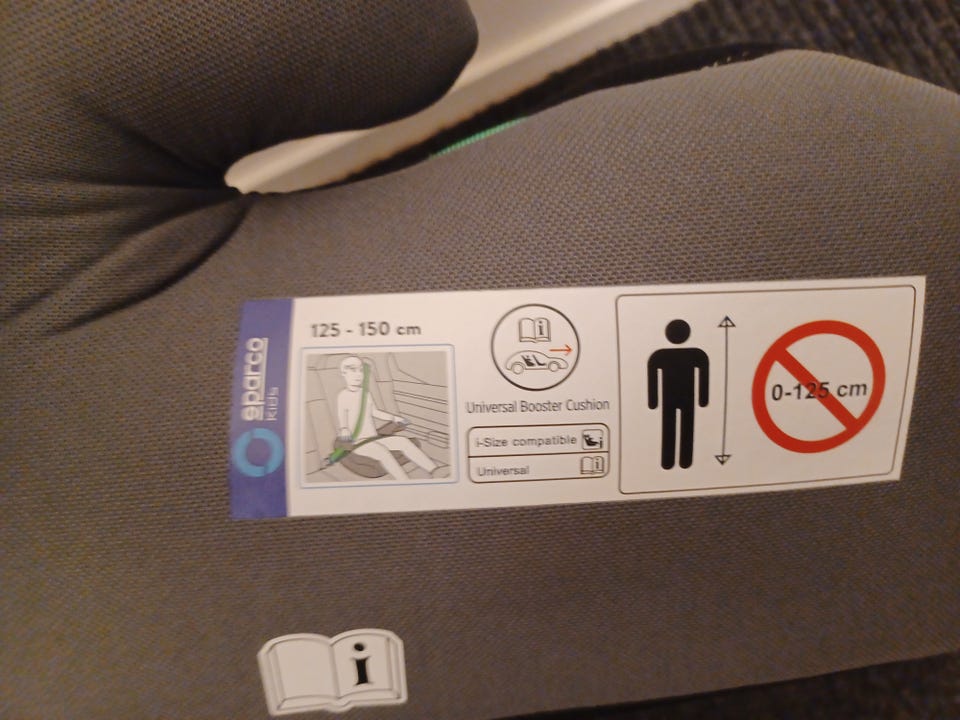 sparco
kids
125 - 150 cm
Universal Booster Cushion
i-Size compatible
Universal
0-125 cm